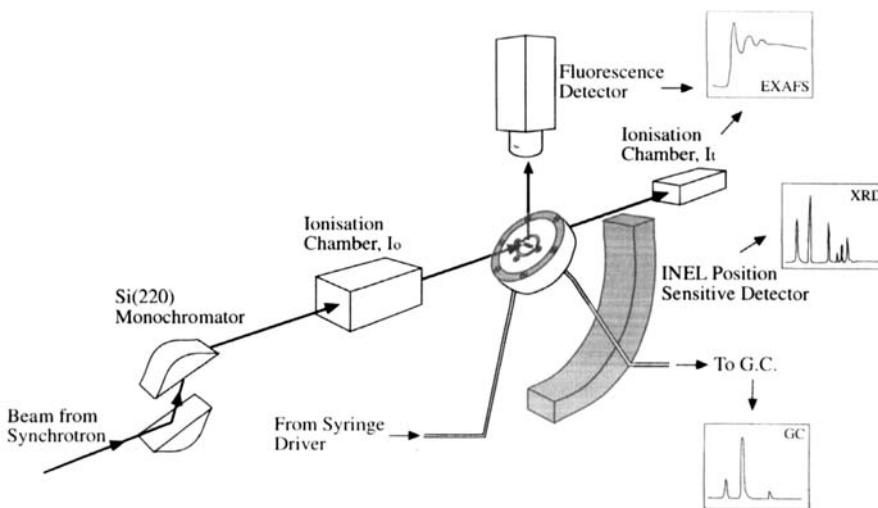 Fluorescence
Detector
EXAFS
Ionisation
Chamber, It
XRD
Ionisation
Chamber, Io
INEL Position
Sensitive Detector
Si(220)
Monochromator
To G.C.
Beam from
Synchrotron
From Syringe
Driver
GC